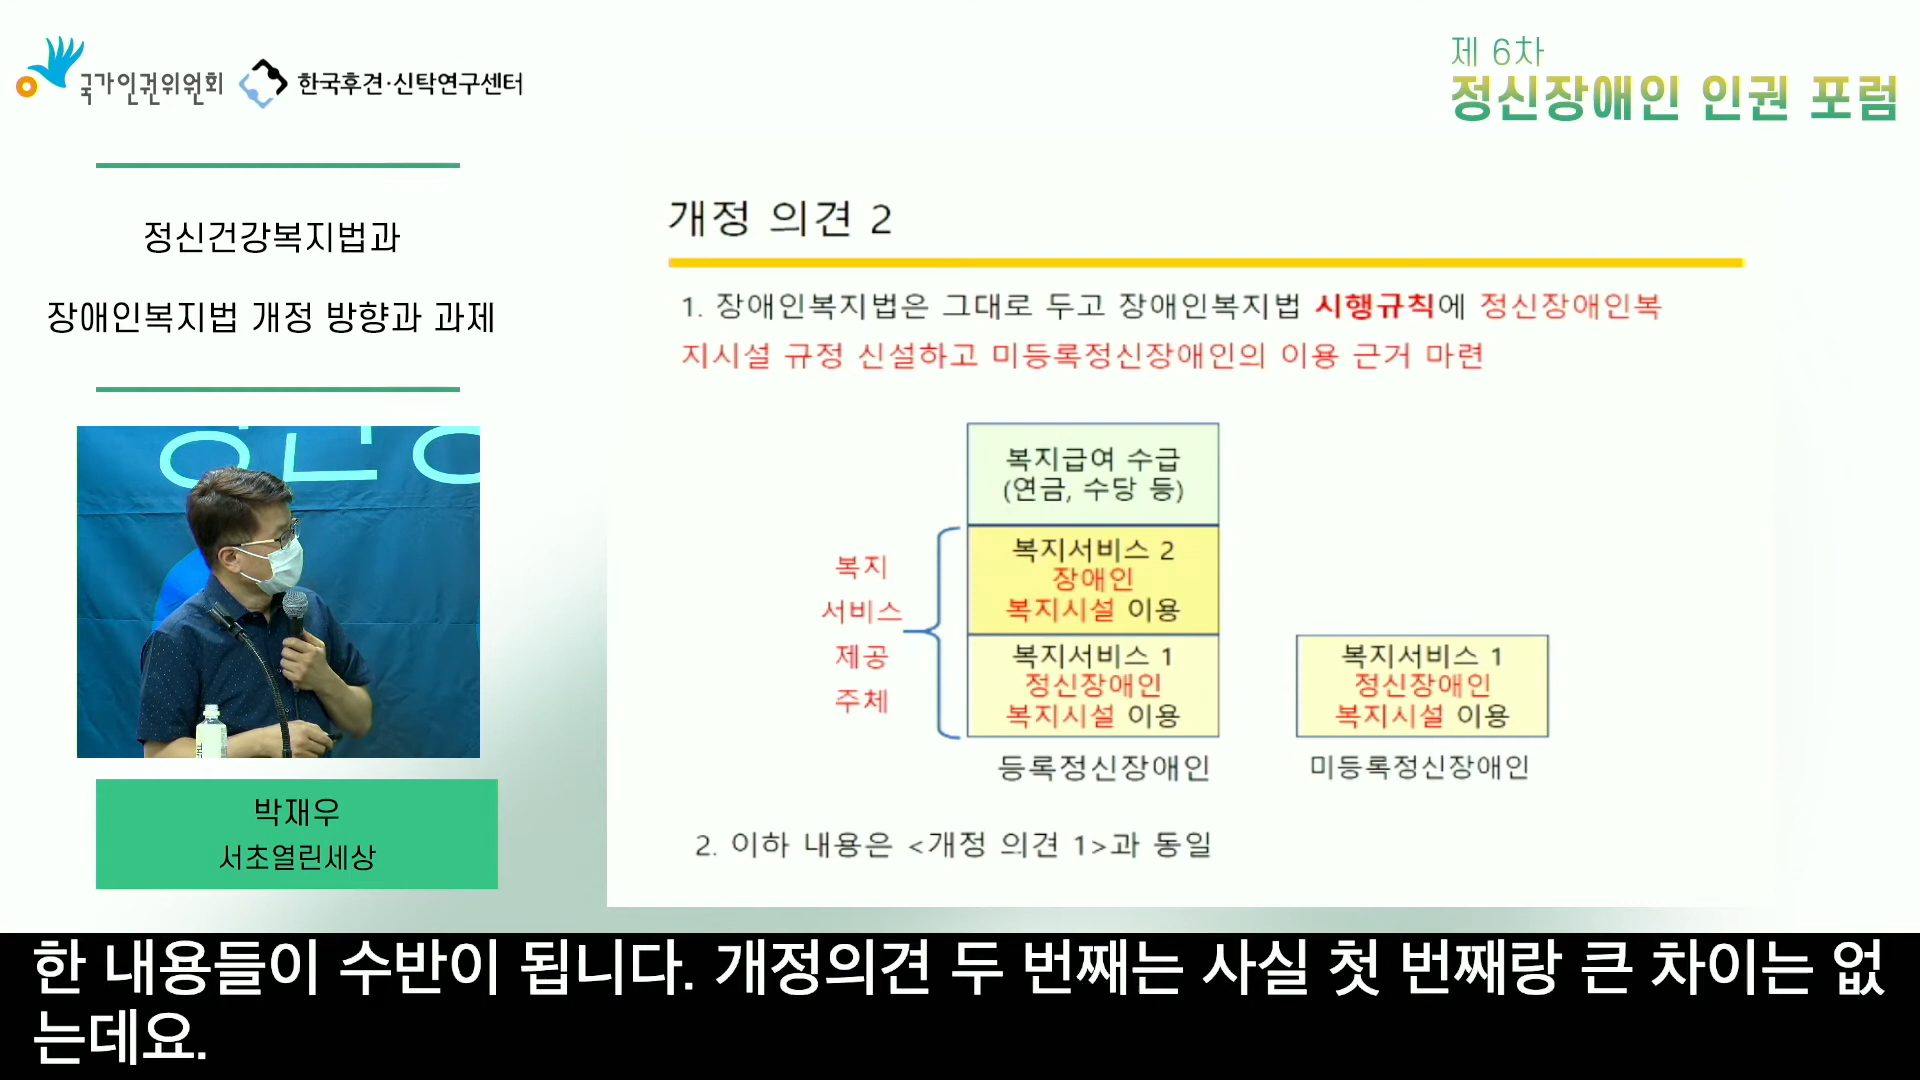 국가인권위원회
한국후견·신탁연구센터
제 6차
정신장애인 인권 포럼
정신건강복지법과
장애인복지법 개정 방향과 과제
박재우
서초열린세상
개정 의견 2
1. 장애인복지법은 그대로 두고 장애인복지법 시행규칙에 정신장애인복
지시설 규정 신설하고 미등록정신장애인의 이용 근거 마련
복지급여 수급
(연금, 수당 등)
복지서비스 2
장애인
복지시설 이용
복지
서비스
제공
주체
복지서비스 1
정신장애인
복지시설 이용
등록정신장애인
복지서비스 1
정신장애인
복지시설 이용
미등록정신장애인
2. 이하 내용은 <개정 의견 1>과 동일
한 내용들이 수반이 됩니다. 개정의견 두 번째는 사실 첫 번째랑 큰 차이는 없
는데요.